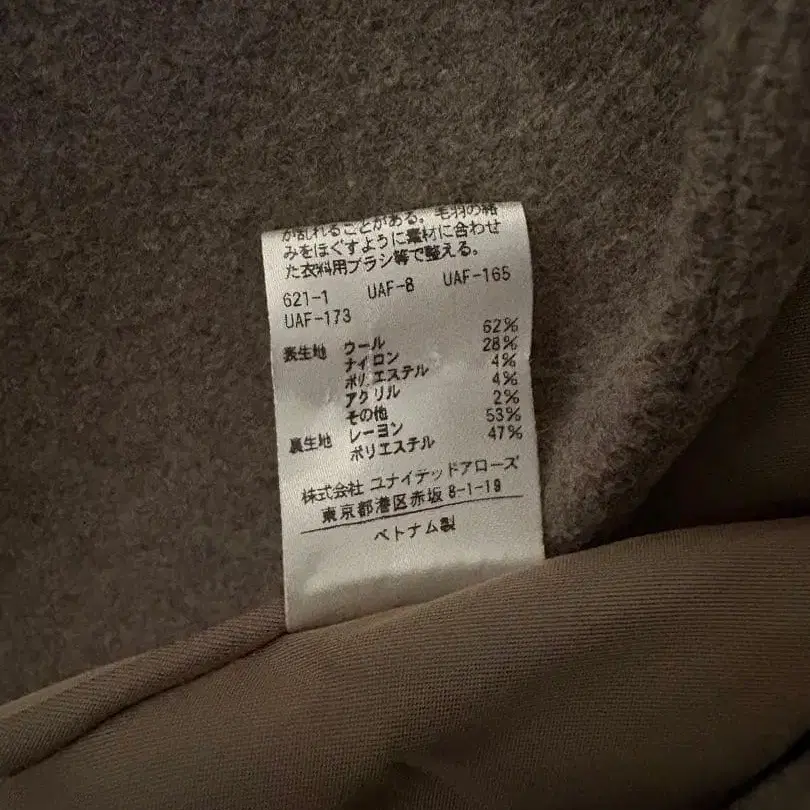 が乱れることがある。毛羽の絡
みをほぐすように素材に合わせ
た衣料用ブラシ等で整える。
621-1 UAF-8 UAF-165
UAF-173
表生地 ウール 62%
ナイロン 28%
ポリエステル 4%
アクリル 4%
その他 2%
裏生地 レーヨン 53%
ポリエステル 47%
株式会社 ユナイテッドアローズ
東京都港区赤坂 8-1-19
ベトナム製